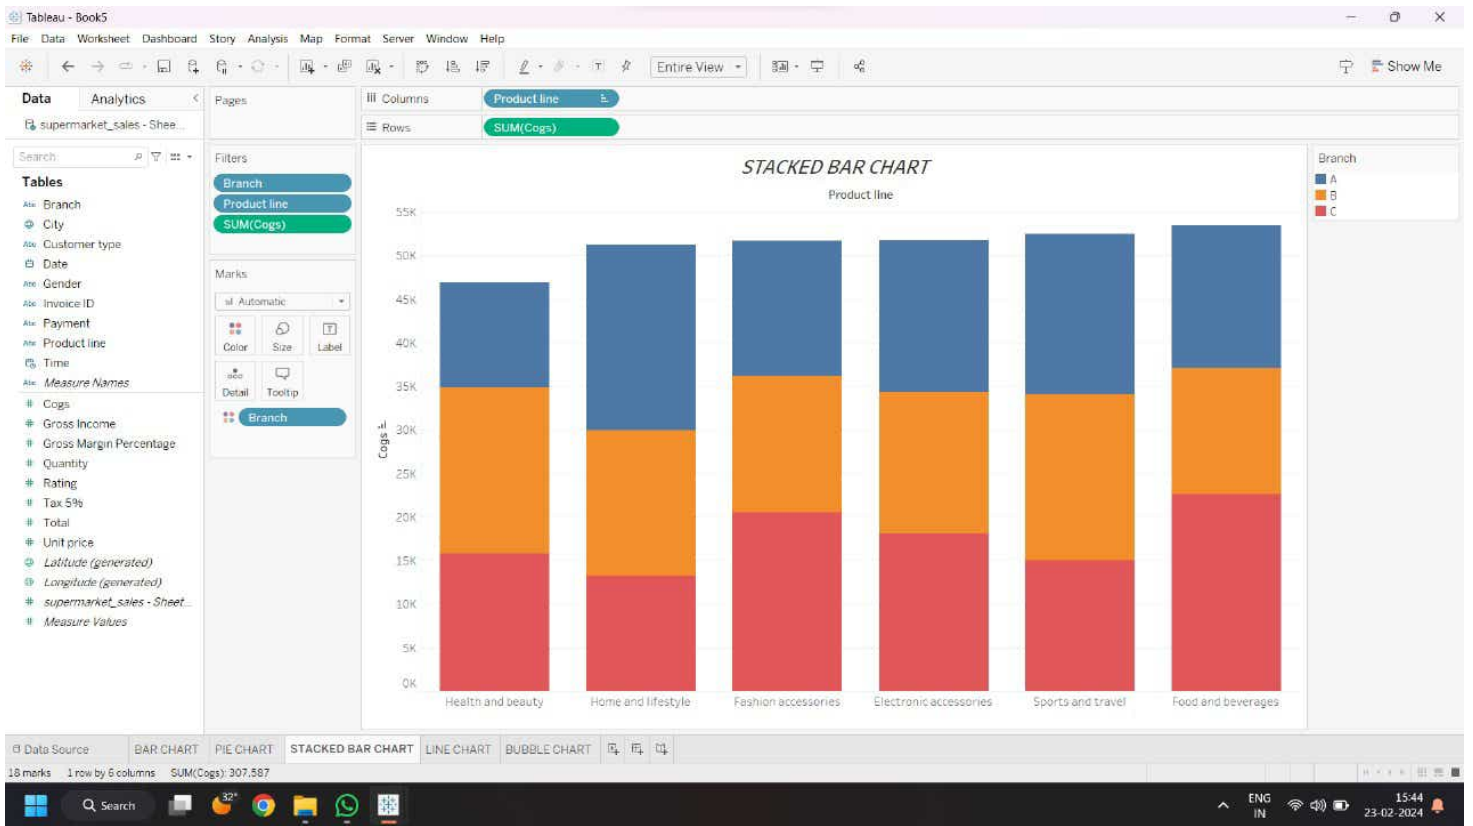 Tableau - Book5
File Data Worksheet Dashboard Story Analysis Map Format Server Window Help
Entire View
Show Me
Data Analytics
supermarket_sales - Shee...
Search
Tables
Abc Branch
City
Abc Customer type
Date
Abc Gender
Abc Invoice ID
Abc Payment
Abc Product line
Time
Abc Measure Names
# Cogs
# Gross Income
# Gross Margin Percentage
# Quantity
# Rating
# Tax 5%
# Total
# Unit price
Latitude (generated)
Longitude (generated)
# supermarket_sales - Sheet...
# Measure Values
Pages
Filters
Branch
Product line
SUM(Cogs)
Marks
Automatic
Color Size Label
Detail Tooltip
Branch
Columns Product line
Rows SUM(Cogs)
STACKED BAR CHART
Product line
Cogs
55K
50K
45K
40K
35K
30K
25K
20K
15K
10K
5K
0K
Health and beauty Home and lifestyle Fashion accessories Electronic accessories Sports and travel Food and beverages
Branch
A
B
C
Data Source BAR CHART PIE CHART STACKED BAR CHART LINE CHART BUBBLE CHART
18 marks 1 row by 6 columns SUM(Cogs): 307,587
Search
32°
ENG
IN
15:44
23-02-2024